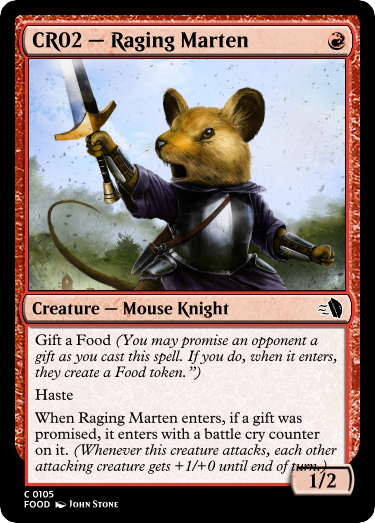 CR02 — Raging Marten
Creature — Mouse Knight
Gift a Food (You may promise an opponent a
gift as you cast this spell. If you do, when it enters,
they create a Food token.”)
Haste
When Raging Marten enters, if a gift was
promised, it enters with a battle cry counter
on it. (Whenever this creature attacks, each other
attacking creature gets +1/+0 until end of turn.)
1/2
C 0105
FOOD JOHN STONE